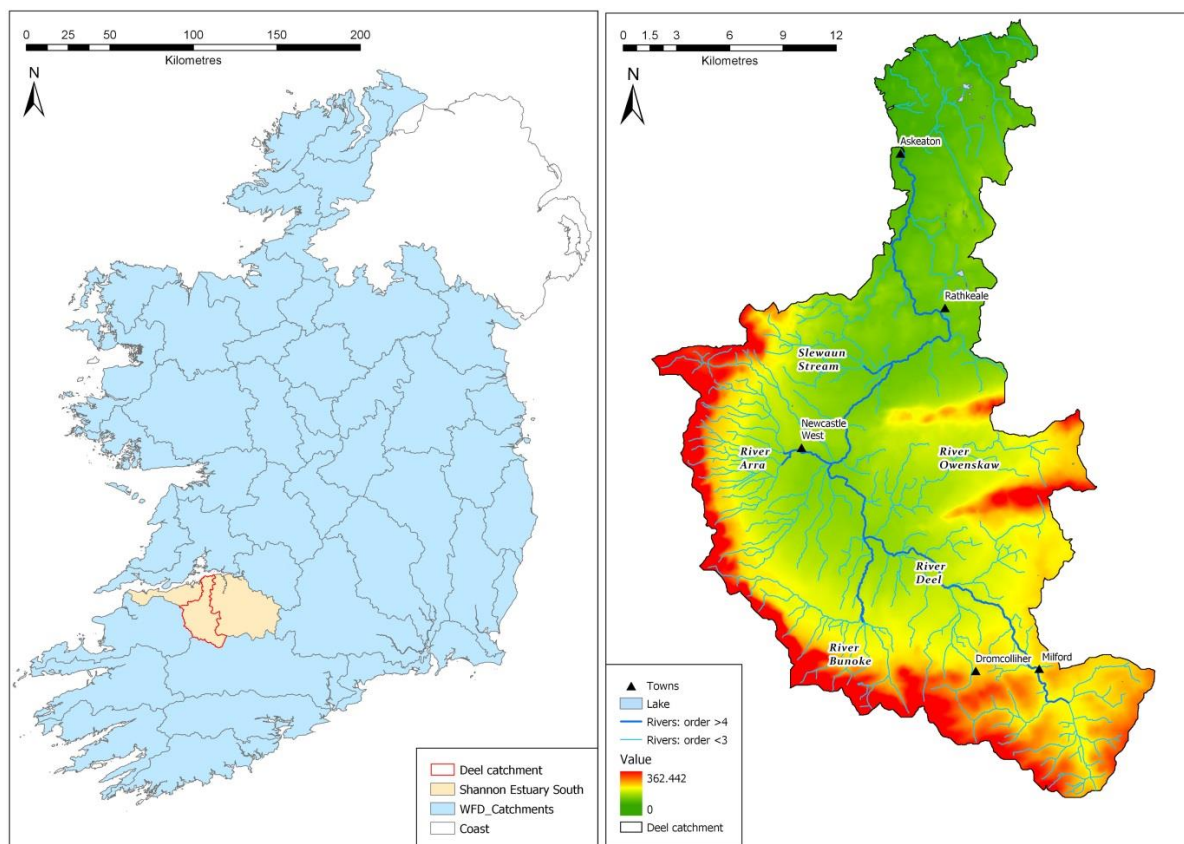 0 25 50 100 150 200
Kilometres
N
Deel catchment
Shannon Estuary South
WFD_Catchments
Coast
0 1.5 3 6 9 12
Kilometres
N
Askeaton
Rathkeale
Slewaun
Stream
Newcastle
West
River
Arra
River
Owenskaw
River
Deel
River
Bunoke
Dromcolliher
Milford
Towns
Lake
Rivers: order >4
Rivers: order <3
Value
362.442
0
Deel catchment